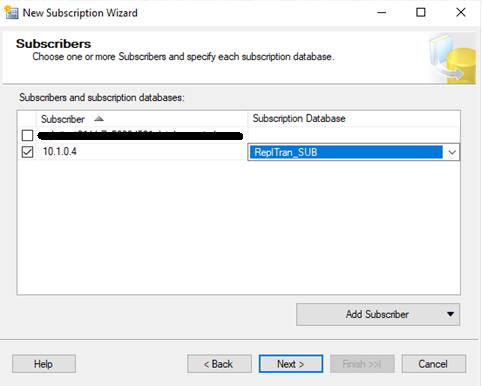 New Subscription Wizard
Subscribers
Choose one or more Subscribers and specify each subscription database.
Subscribers and subscription databases:
Subscriber Subscription Database
10.1.0.4 ReplTran_SUB
Add Subscriber
Help < Back Next > Finish >>| Cancel